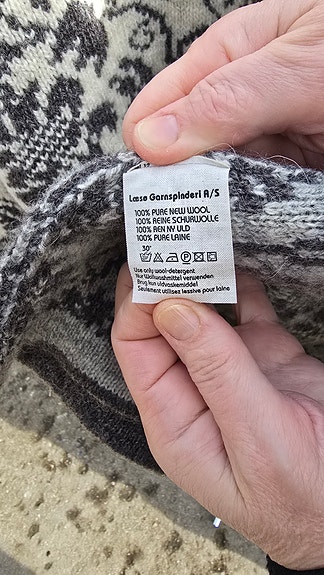 Læsø Garnspinderi A/S
100% PURE NEW WOOL
100% REINE SCHURWOLLE
100% REN NY ULD
100% PURE LAINE
30°
Use only wool-detergent
Nur Wollwaschmittel verwenden
Brug kun uldvaskemiddel
Seulement utilisez lessive pour laine